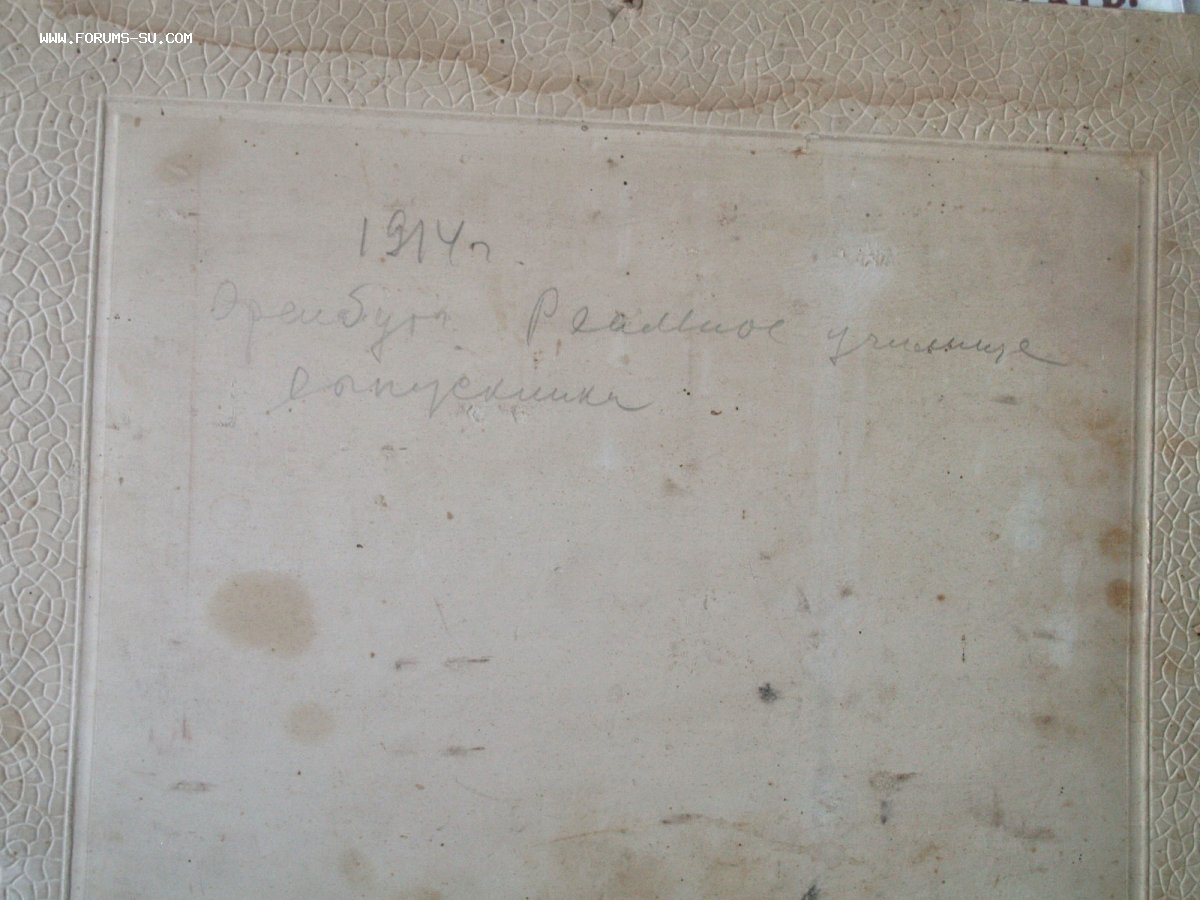 WWW.FORUMS-SU.COM
1914г.
Оренбург. Реальное училище
выпускники